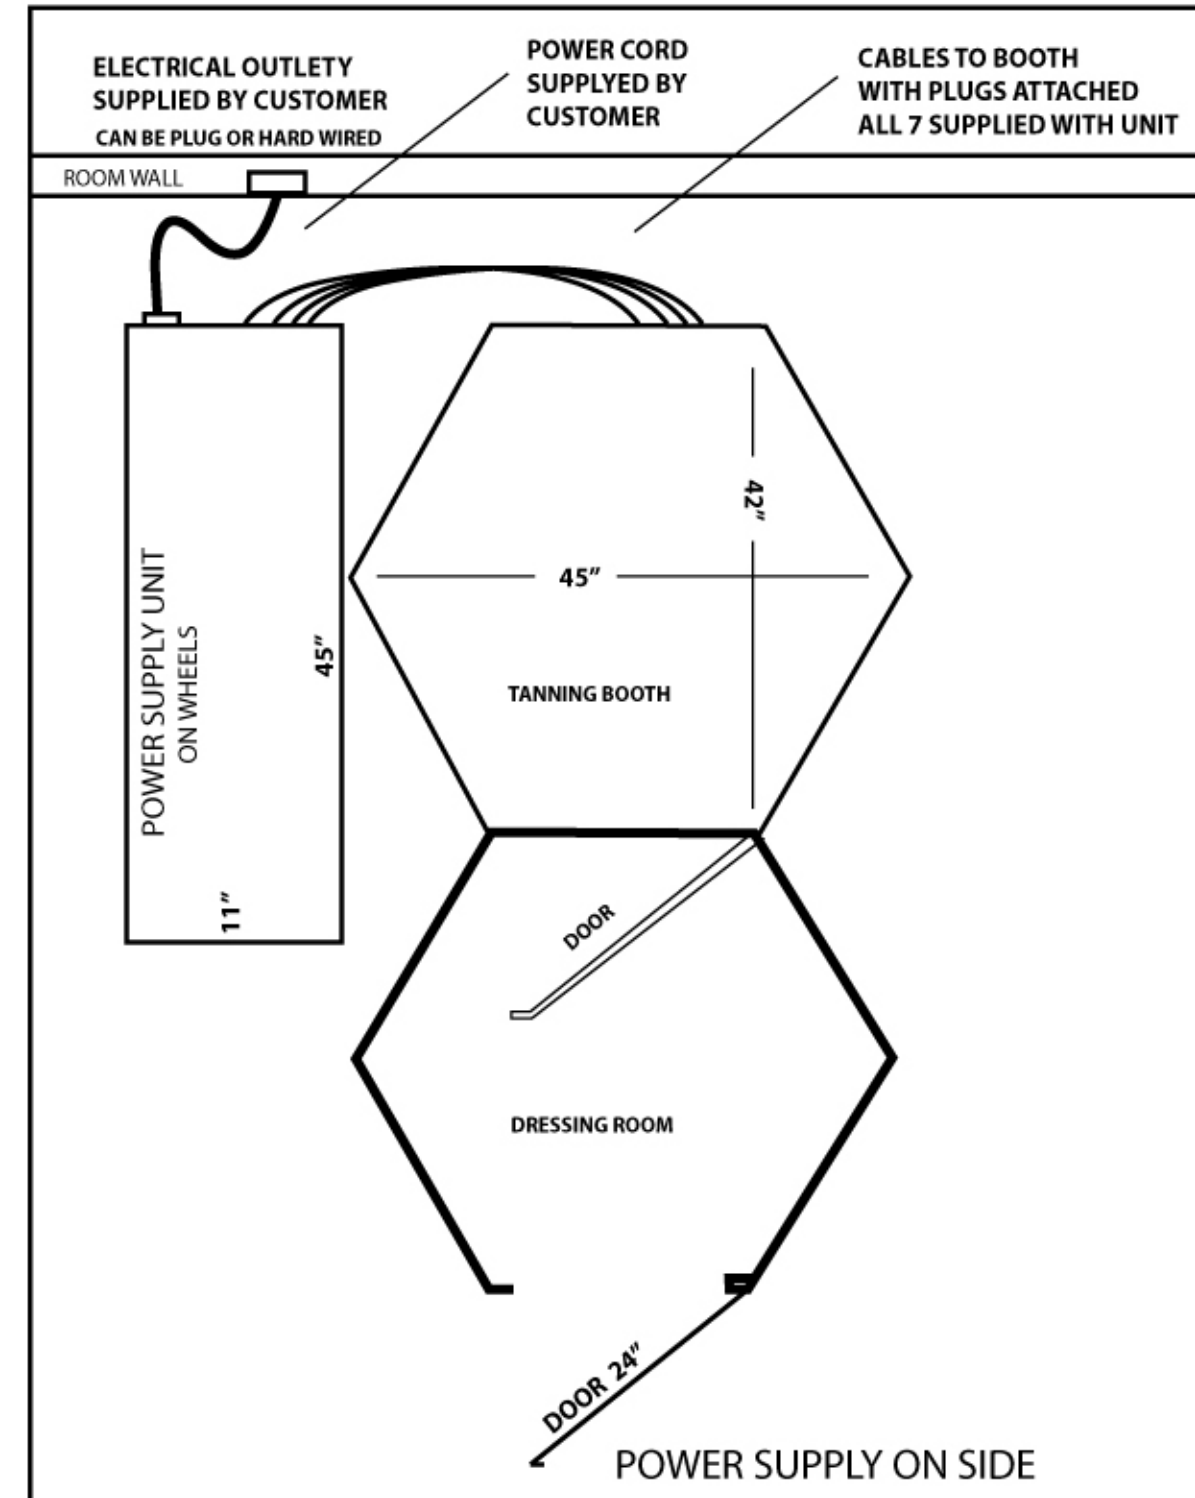 ELECTRICAL OUTLETY
SUPPLIED BY CUSTOMER
CAN BE PLUG OR HARD WIRED
POWER CORD
SUPPLYED BY
CUSTOMER
CABLES TO BOOTH
WITH PLUGS ATTACHED
ALL 7 SUPPLIED WITH UNIT
ROOM WALL
POWER SUPPLY UNIT
ON WHEELS
45”
11”
42”
45”
TANNING BOOTH
DOOR
DRESSING ROOM
DOOR 24”
POWER SUPPLY ON SIDE